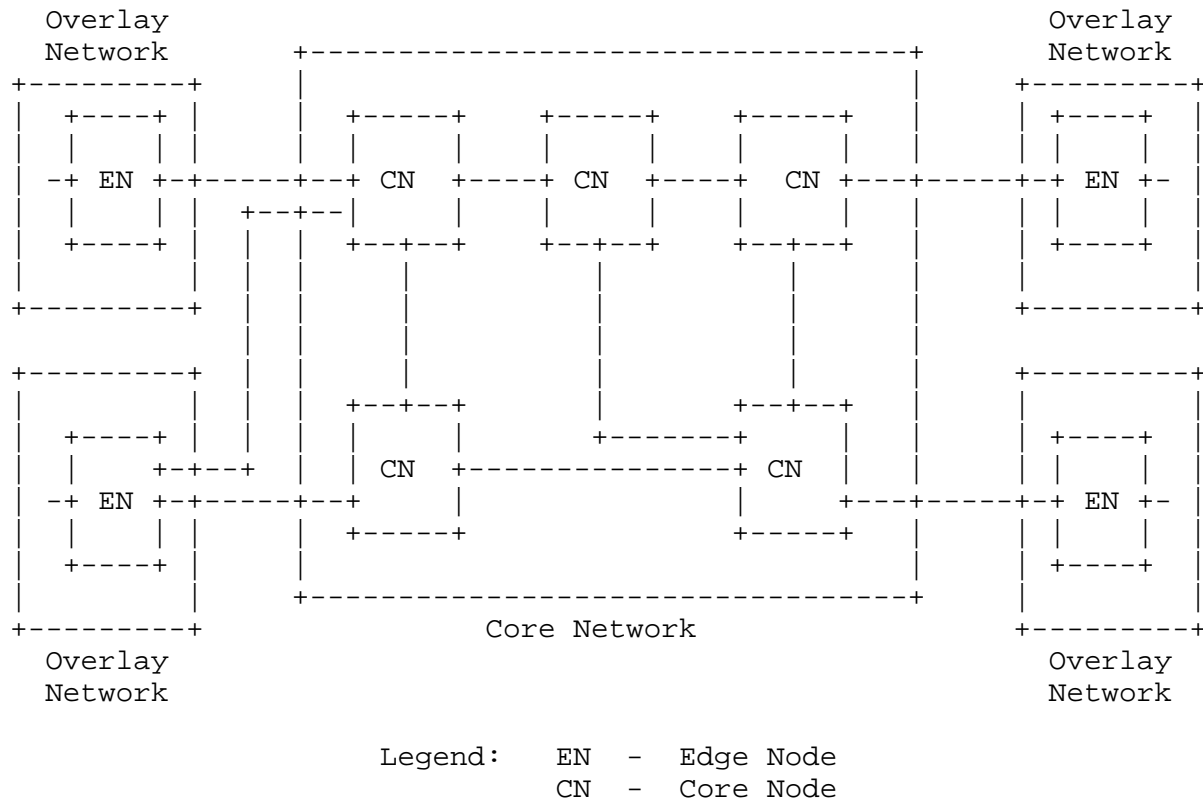 Overlay Overlay
Network Network
EN CN CN CN EN
EN CN CN EN
Core Network
Overlay Overlay
Network Network
Legend: EN - Edge Node
CN - Core Node